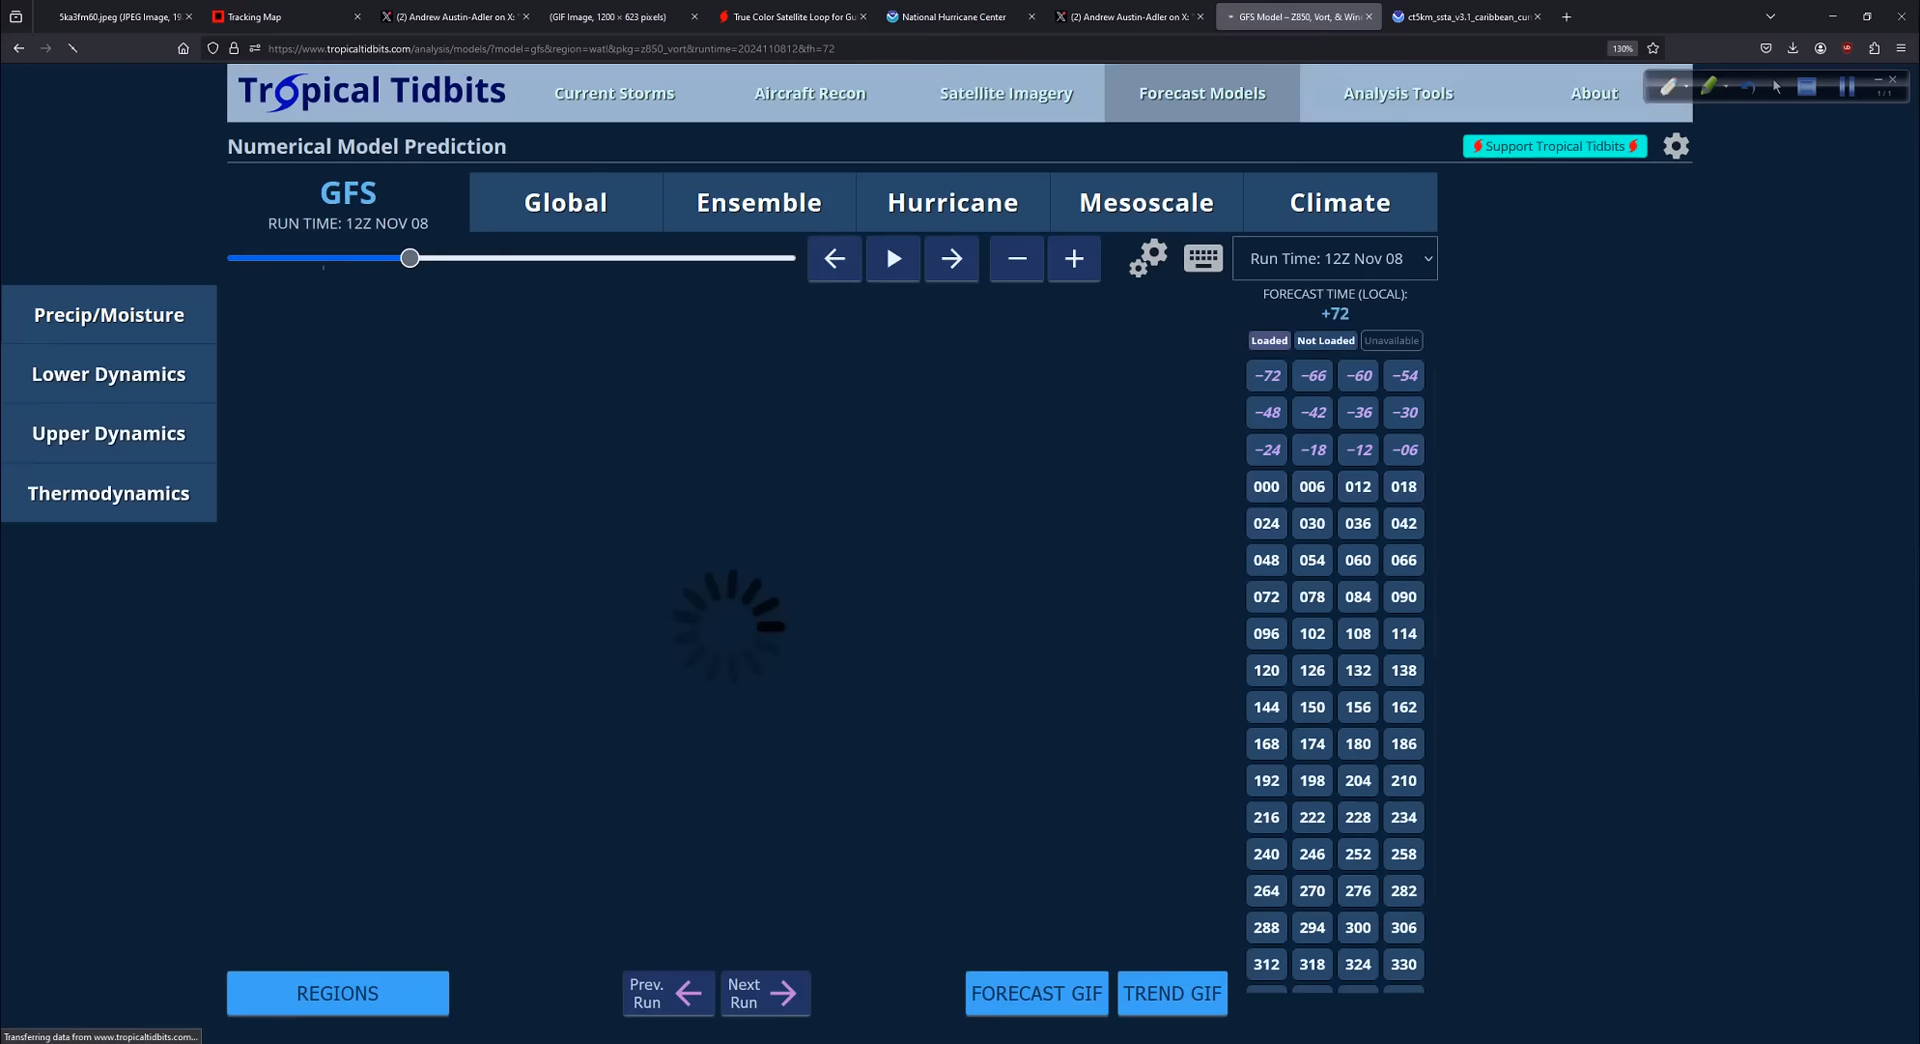 5ka3fm60.jpeg (JPEG Image, 19.
Tracking Map
(2) Andrew Austin-Adler on X: "
(GIF Image, 1200 × 623 pixels)
True Color Satellite Loop for Gu
National Hurricane Center
(2) Andrew Austin-Adler on X: "
GFS Model – Z850, Vort, & Win
ct5km_ssta_v3.1_caribbean_cur
https://www.tropicaltidbits.com/analysis/models/?model=gfs&region=watl&pkg=z850_vort&runtime=2024110812&fh=72
130%
Tropical Tidbits
Current Storms
Aircraft Recon
Satellite Imagery
Forecast Models
Analysis Tools
About
1/1
Numerical Model Prediction
Support Tropical Tidbits
GFS
RUN TIME: 12Z NOV 08
Global
Ensemble
Hurricane
Mesoscale
Climate
Run Time: 12Z Nov 08
FORECAST TIME (LOCAL):
+72
Loaded Not Loaded Unavailable
Precip/Moisture
Lower Dynamics
Upper Dynamics
Thermodynamics
−72 −66 −60 −54
−48 −42 −36 −30
−24 −18 −12 −06
000 006 012 018
024 030 036 042
048 054 060 066
072 078 084 090
096 102 108 114
120 126 132 138
144 150 156 162
168 174 180 186
192 198 204 210
216 222 228 234
240 246 252 258
264 270 276 282
288 294 300 306
312 318 324 330
REGIONS
Prev.
Run
Next
Run
FORECAST GIF
TREND GIF
Transferring data from www.tropicaltidbits.com...